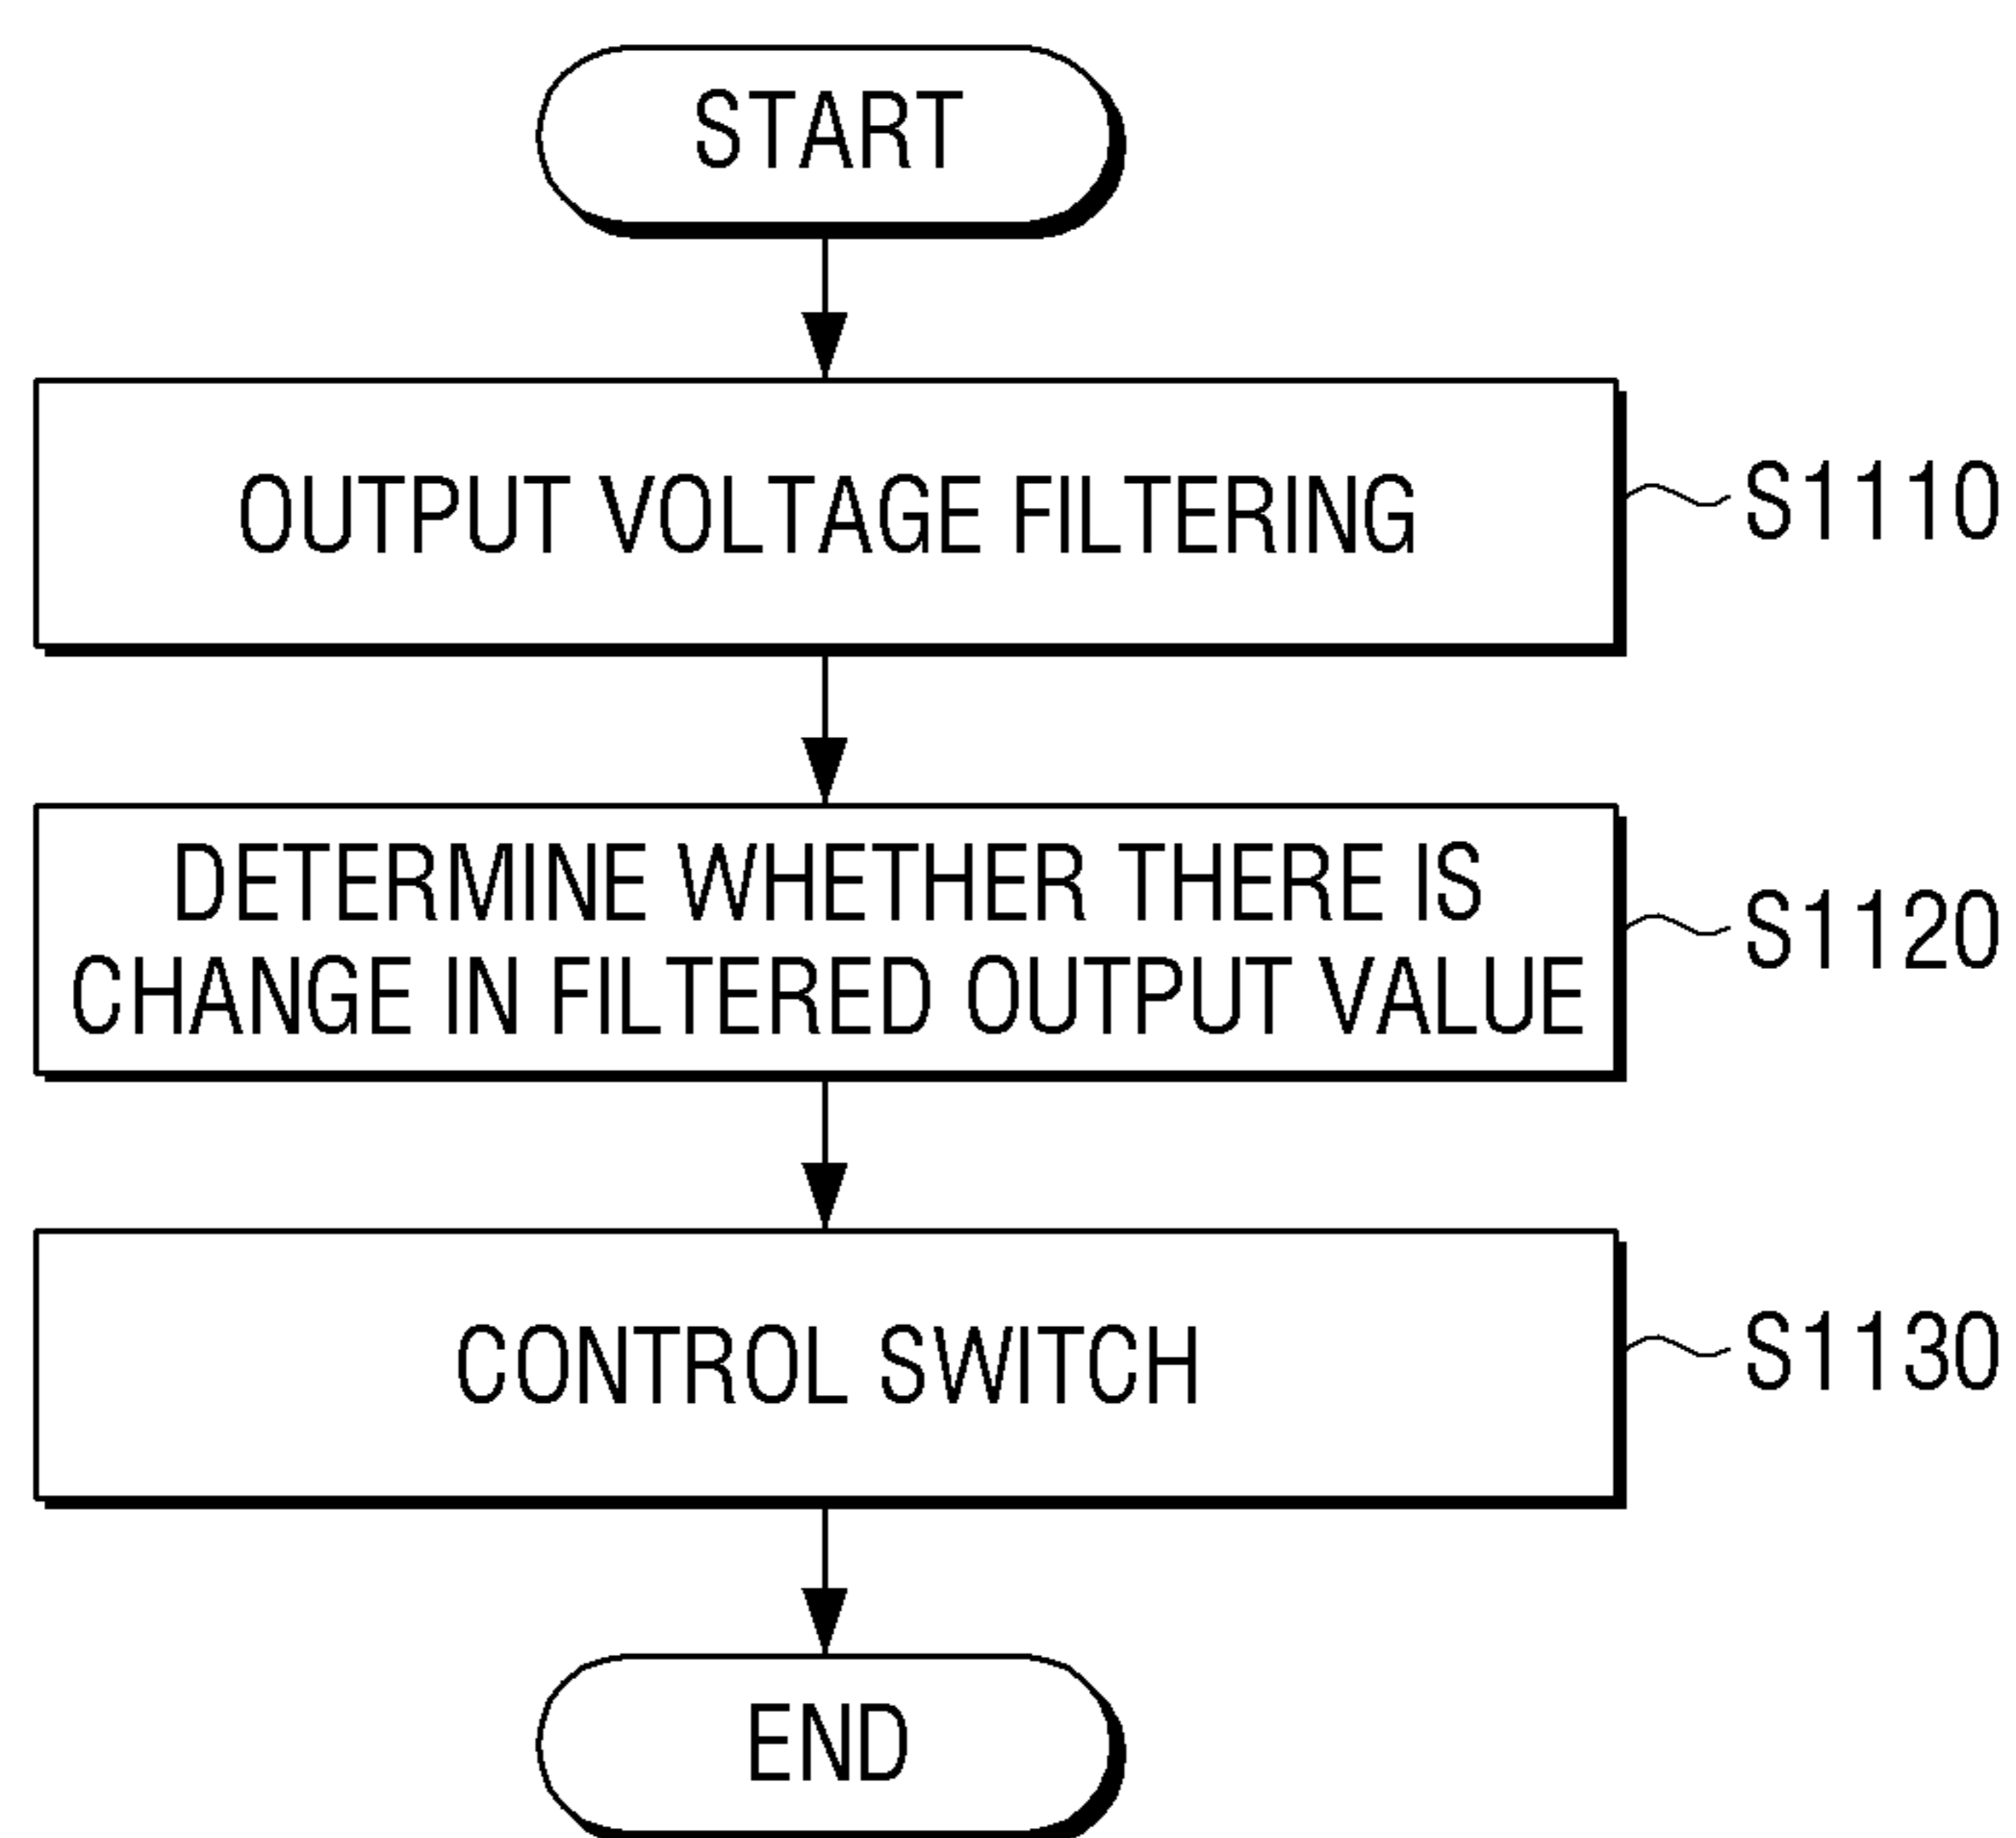 START
OUTPUT VOLTAGE FILTERING
S1110
DETERMINE WHETHER THERE IS
CHANGE IN FILTERED OUTPUT VALUE
S1120
CONTROL SWITCH
S1130
END